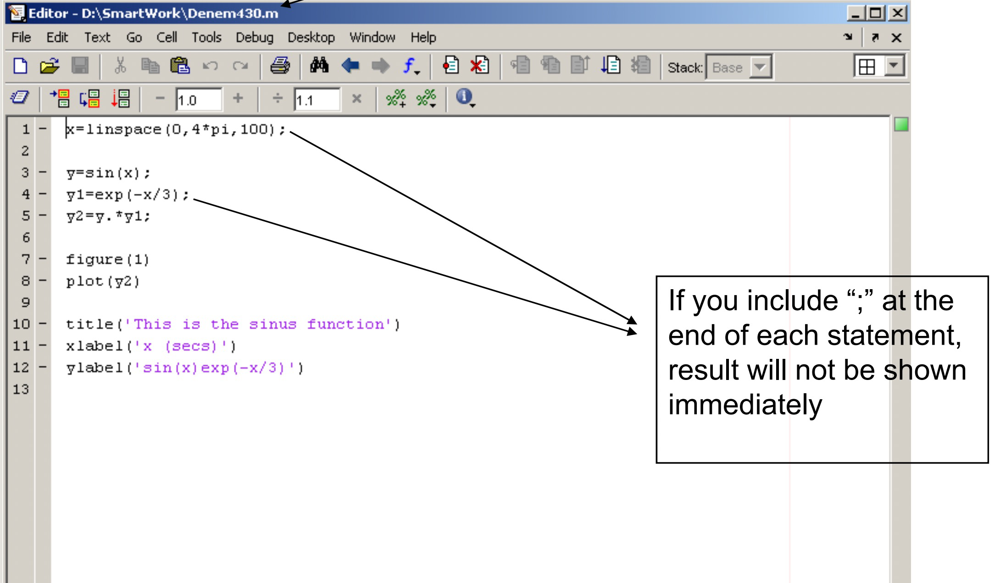 Editor - D:\SmartWork\Denem430.m
File Edit Text Go Cell Tools Debug Desktop Window Help
Stack: Base
1.0 1.1
1 - x=linspace(0,4*pi,100);
2
3 - y=sin(x);
4 - y1=exp(-x/3);
5 - y2=y.*y1;
6
7 - figure(1)
8 - plot(y2)
9
10 - title('This is the sinus function')
11 - xlabel('x (secs)')
12 - ylabel('sin(x)exp(-x/3)')
13
If you include “;” at the
end of each statement,
result will not be shown
immediately